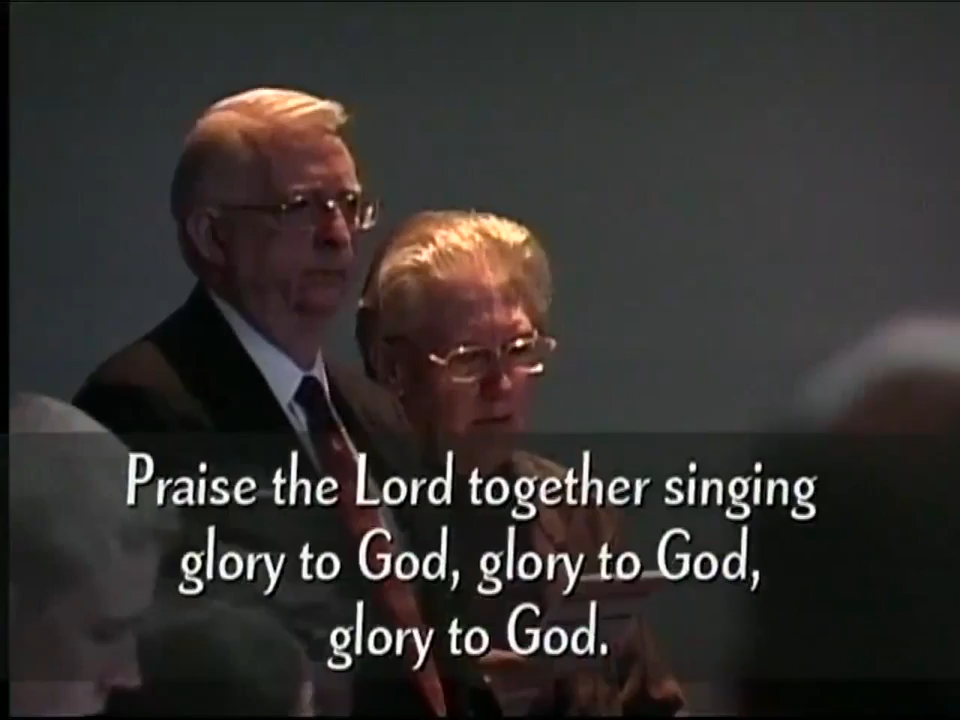 Praise the Lord together singing
glory to God, glory to God,
glory to God.